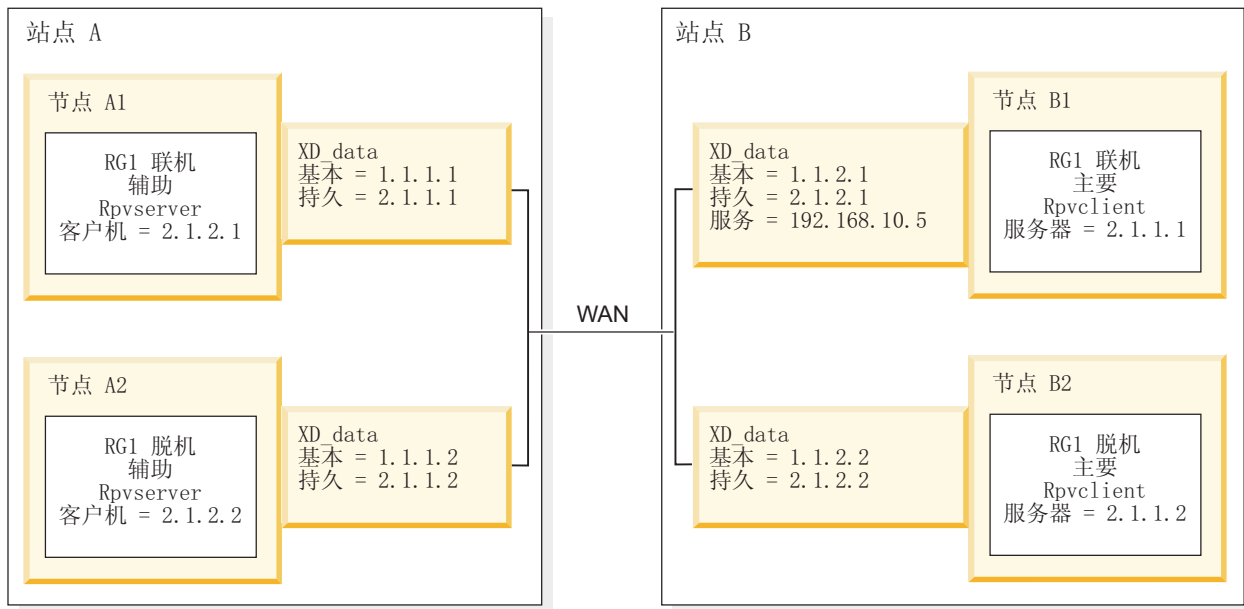 站点 A
节点 A1
RG1 联机
辅助
Rpvserver
客户机 = 2.1.2.1
XD_data
基本 = 1.1.1.1
持久 = 2.1.1.1
节点 A2
RG1 脱机
辅助
Rpvserver
客户机 = 2.1.2.2
XD_data
基本 = 1.1.1.2
持久 = 2.1.1.2
WAN
站点 B
XD_data
基本 = 1.1.2.1
持久 = 2.1.2.1
服务 = 192.168.10.5
节点 B1
RG1 联机
主要
Rpvclient
服务器 = 2.1.1.1
XD_data
基本 = 1.1.2.2
持久 = 2.1.2.2
节点 B2
RG1 脱机
主要
Rpvclient
服务器 = 2.1.1.2